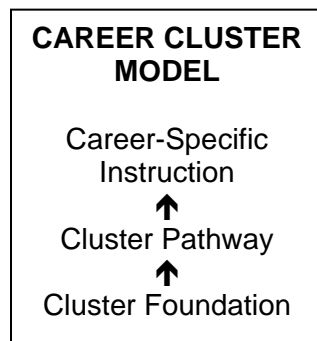 CAREER CLUSTER
MODEL
Career-Specific
Instruction
↑
Cluster Pathway
↑
Cluster Foundation